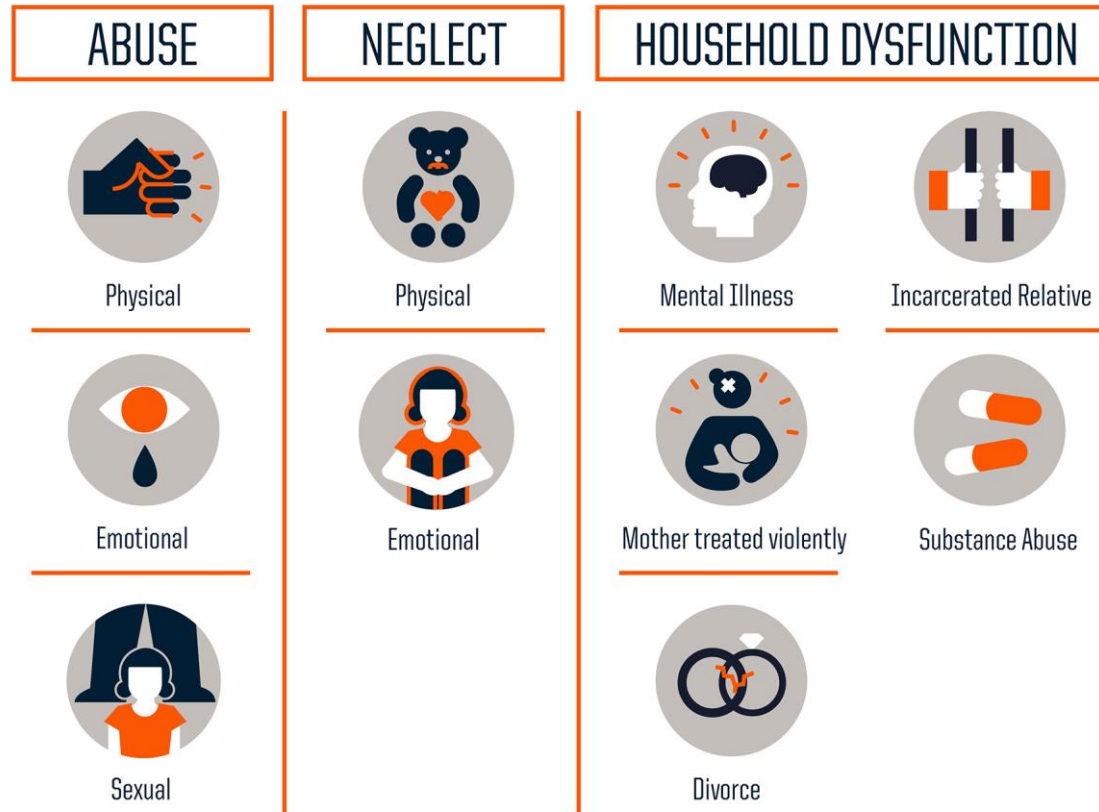 ABUSE
NEGLECT
HOUSEHOLD DYSFUNCTION
Physical
Emotional
Sexual
Physical
Emotional
Mental Illness
Incarcerated Relative
Mother treated violently
Substance Abuse
Divorce